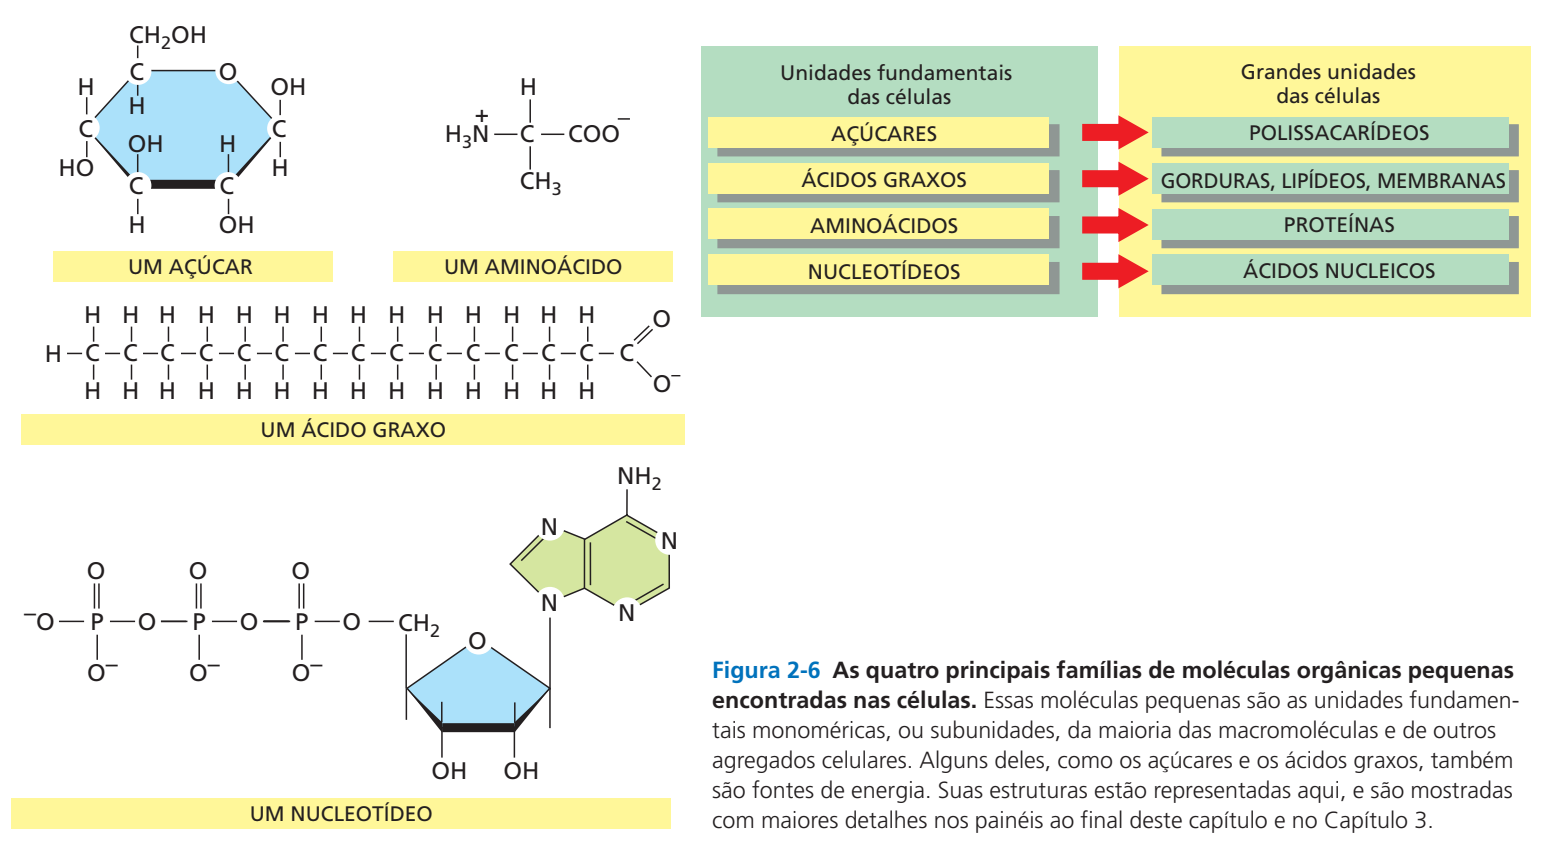 CH₂OH
C O
H OH
H
C C
OH H
HO H
C C
H OH
UM AÇÚCAR
H
H₃N⁺—C—COO⁻
CH₃
UM AMINOÁCIDO
H H H H H H H H H H H H H H O
H—C—C—C—C—C—C—C—C—C—C—C—C—C—C—C
H H H H H H H H H H H H H H O⁻
UM ÁCIDO GRAXO
NH₂
N N
N N
O O O
⁻O—P—O—P—O—P—O—CH₂
O⁻ O⁻ O⁻
O
OH OH
UM NUCLEOTÍDEO
Unidades fundamentais
das células
Grandes unidades
das células
AÇÚCARES POLISSACARÍDEOS
ÁCIDOS GRAXOS GORDURAS, LIPÍDEOS, MEMBRANAS
AMINOÁCIDOS PROTEÍNAS
NUCLEOTÍDEOS ÁCIDOS NUCLEICOS
Figura 2-6 As quatro principais famílias de moléculas orgânicas pequenas
encontradas nas células. Essas moléculas pequenas são as unidades fundamen-
tais monoméricas, ou subunidades, da maioria das macromoléculas e de outros
agregados celulares. Alguns deles, como os açúcares e os ácidos graxos, também
são fontes de energia. Suas estruturas estão representadas aqui, e são mostradas
com maiores detalhes nos painéis ao final deste capítulo e no Capítulo 3.